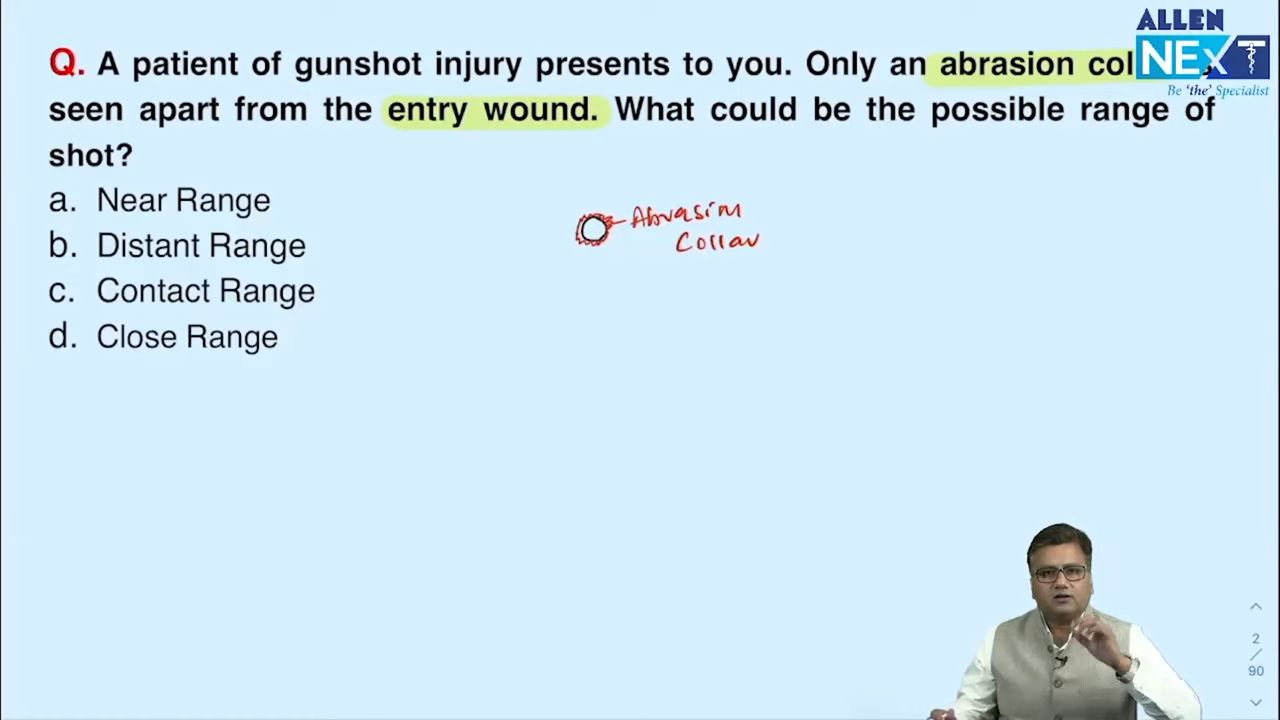 ALLEN
NEXT
Be 'the' Specialist
Q. A patient of gunshot injury presents to you. Only an abrasion col
seen apart from the entry wound. What could be the possible range of
shot?
a. Near Range
b. Distant Range
c. Contact Range
d. Close Range
Abrasion
Collar
2
/
90